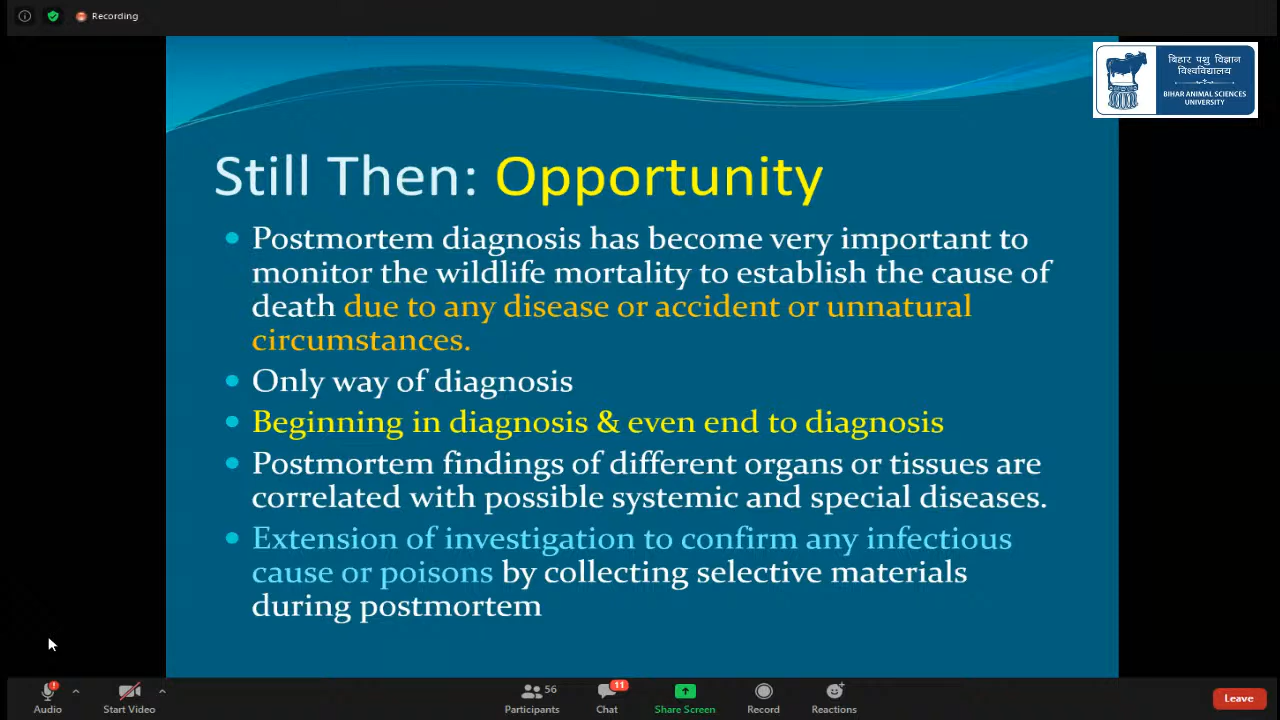 Recording
बिहार पशु विज्ञान
विश्वविद्यालय
BIHAR ANIMAL SCIENCES
UNIVERSITY
Still Then: Opportunity
Postmortem diagnosis has become very important to
monitor the wildlife mortality to establish the cause of
death due to any disease or accident or unnatural
circumstances.
Only way of diagnosis
Beginning in diagnosis & even end to diagnosis
Postmortem findings of different organs or tissues are
correlated with possible systemic and special diseases.
Extension of investigation to confirm any infectious
cause or poisons by collecting selective materials
during postmortem
56
11
Audio
Start Video
Participants
Chat
Share Screen
Record
Reactions
Leave